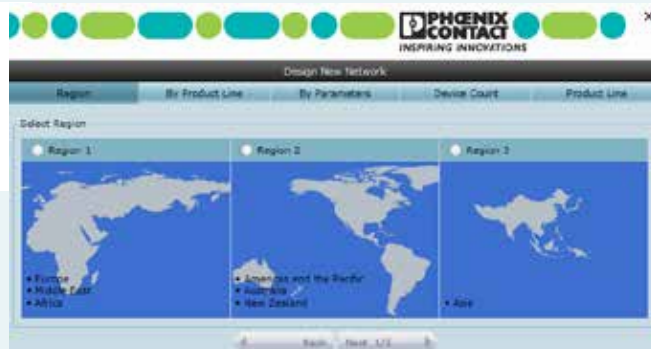 PHŒNIX
CONTACT
INSPIRING INNOVATIONS
Design New Network
Region
By Product Line
By Parameters
Device Count
Product Line
Select Region
Region 1
Region 2
Region 3
• Europe
• Middle East
• Africa
• Americas and the Pacific
• Australia
• New Zealand
• Asia
Back
Next 1/3